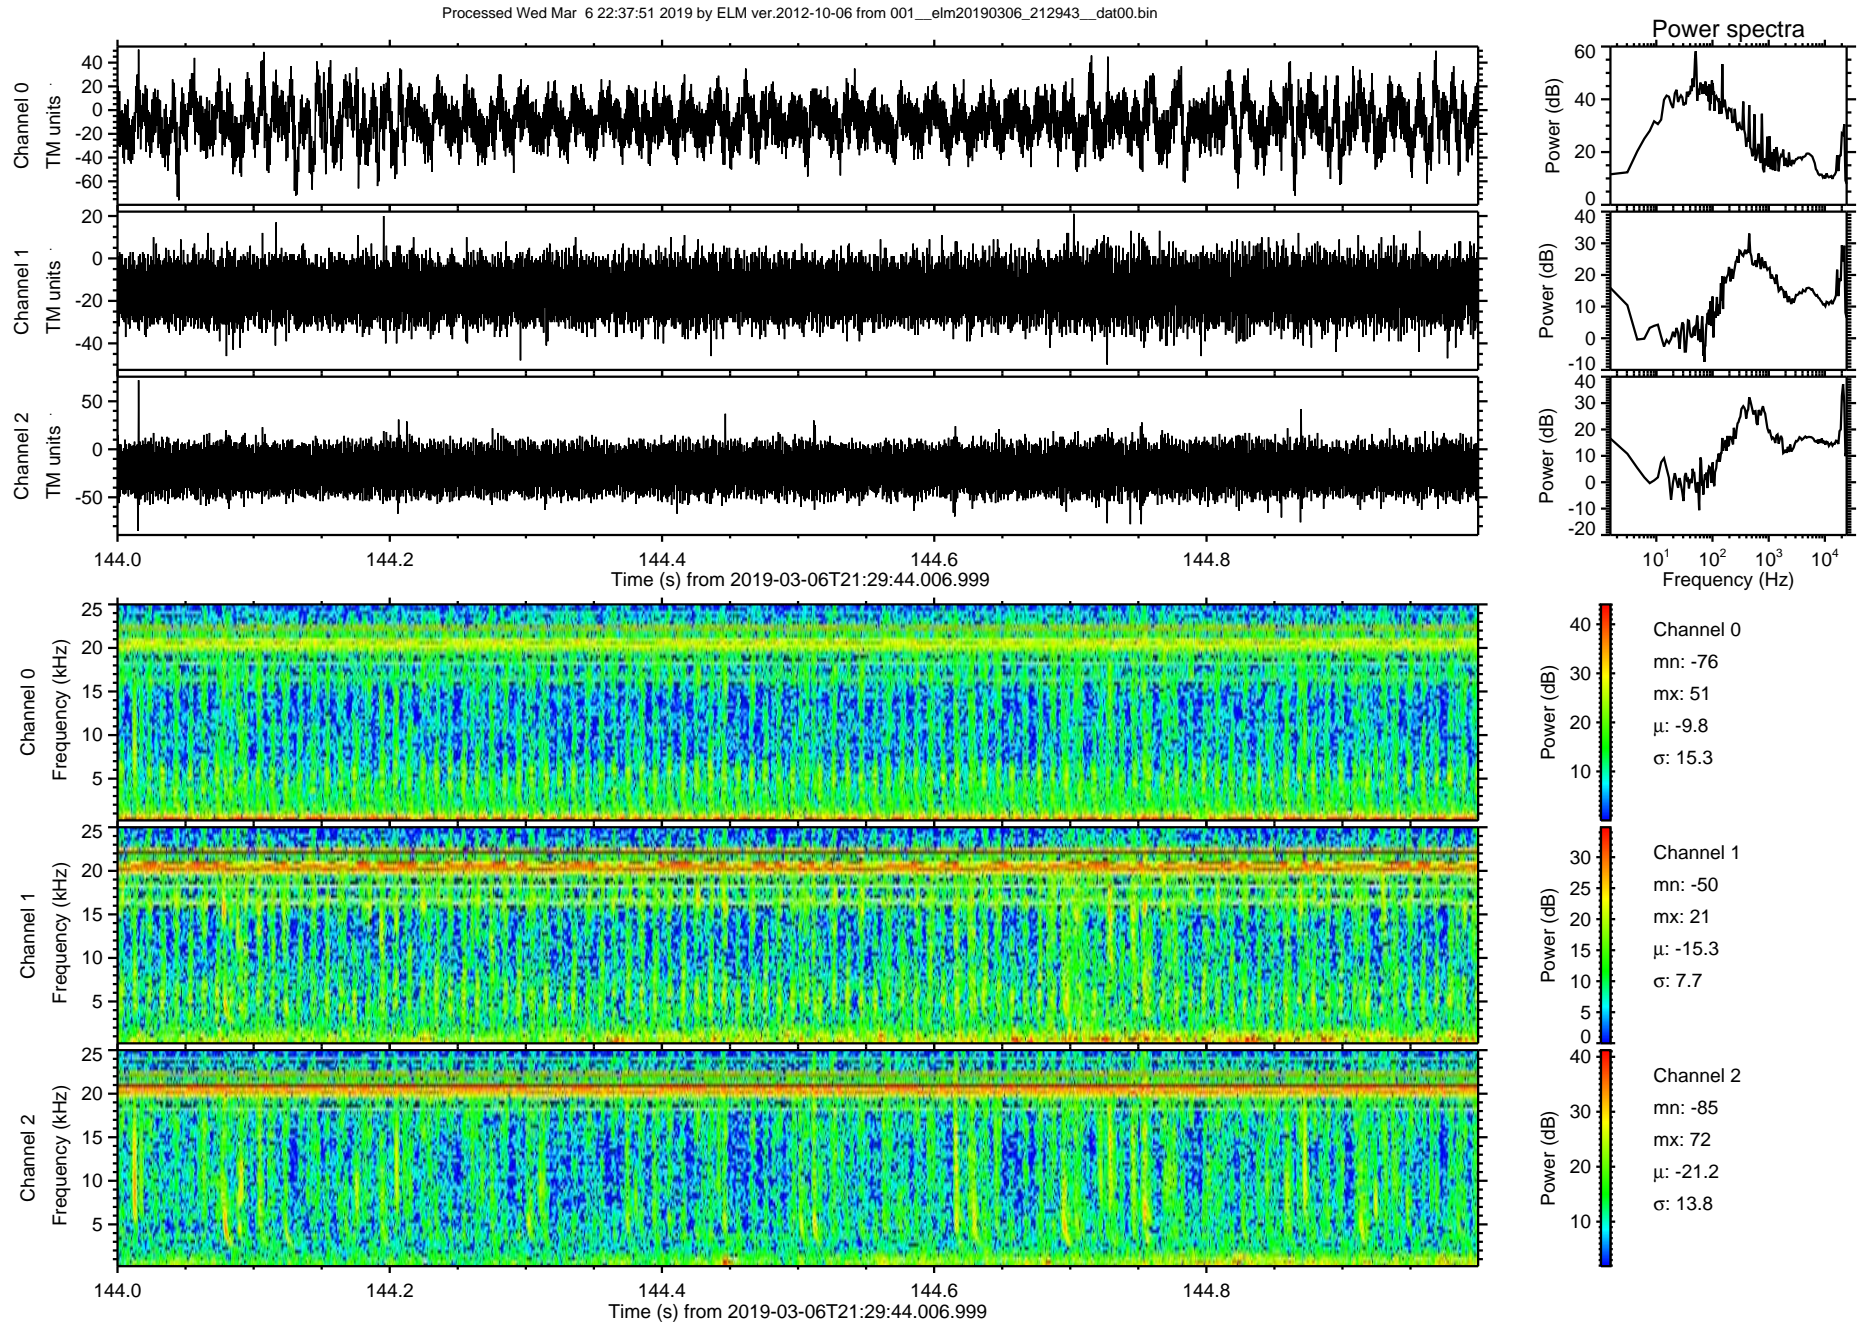 Processed Wed Mar  6 22:37:51 2019 by ELM ver.2012-10-06 from 001__elm20190306_212943__dat00.bin
Power spectra
Channel 0
TM units
40
20
0
-20
-40
-60
Power (dB)
60
40
20
0
Channel 1
TM units
20
0
-20
-40
Power (dB)
40
30
20
10
0
-10
Channel 2
TM units
50
0
-50
Power (dB)
40
30
20
10
0
-10
-20
144.0 144.2 144.4 144.6 144.8
Time (s) from 2019-03-06T21:29:44.006.999
10^1 10^2 10^3 10^4
Frequency (Hz)
Channel 0
Frequency (kHz)
25
20
15
10
5
Power (dB)
40
30
20
10
Channel 0
mn: -76
mx: 51
μ: -9.8
σ: 15.3
Channel 1
Frequency (kHz)
25
20
15
10
5
Power (dB)
30
25
20
15
10
5
0
Channel 1
mn: -50
mx: 21
μ: -15.3
σ: 7.7
Channel 2
Frequency (kHz)
25
20
15
10
5
Power (dB)
40
30
20
10
Channel 2
mn: -85
mx: 72
μ: -21.2
σ: 13.8
144.0 144.2 144.4 144.6 144.8
Time (s) from 2019-03-06T21:29:44.006.999